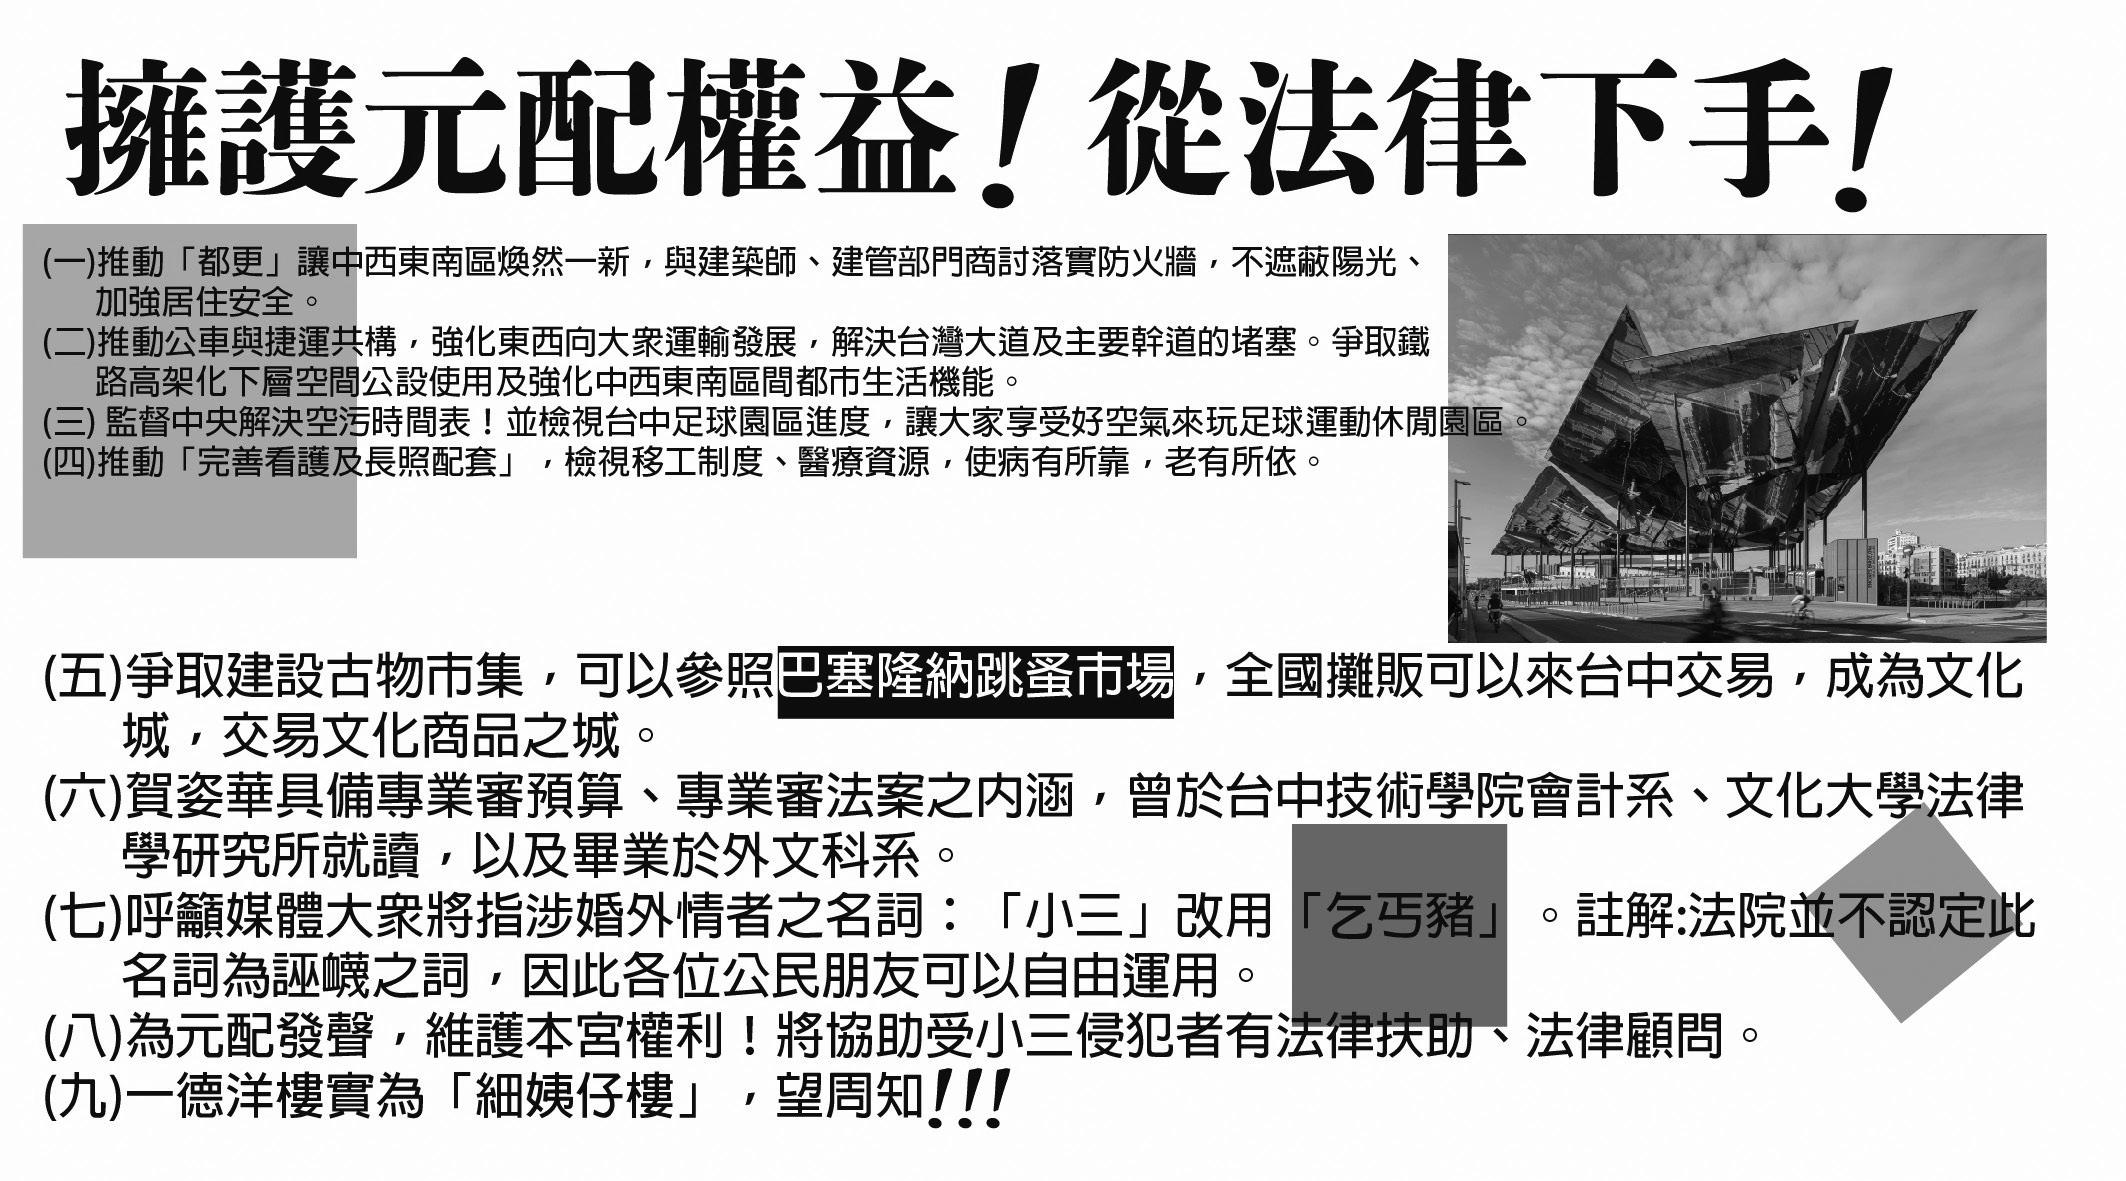 擁護元配權益！從法律下手！
(一)推動「都更」讓中西東南區煥然一新，與建築師、建管部門商討落實防火牆，不遮蔽陽光、
加強居住安全。
(二)推動公車與捷運共構，強化東西向大衆運輸發展，解決台灣大道及主要幹道的堵塞。爭取鐵
路高架化下層空間公設使用及強化中西東南區間都市生活機能。
(三) 監督中央解決空污時間表！並檢視台中足球園區進度，讓大家享受好空氣來玩足球運動休閒園區。
(四)推動「完善看護及長照配套」，檢視移工制度、醫療資源，使病有所靠，老有所依。
(五)爭取建設古物市集，可以參照巴塞隆納跳蚤市場，全國攤販可以來台中交易，成為文化
城，交易文化商品之城。
(六)賀姿華具備專業審預算、專業審法案之內涵，曾於台中技術學院會計系、文化大學法律
學研究所就讀，以及畢業於外文科系。
(七)呼籲媒體大衆將指涉婚外情者之名詞：「小三」改用「乞丐豬」。註解:法院並不認定此
名詞為誣衊之詞，因此各位公民朋友可以自由運用。
(八)為元配發聲，維護本宮權利！將協助受小三侵犯者有法律扶助、法律顧問。
(九)一德洋樓實為「細姨仔樓」，望周知!!!